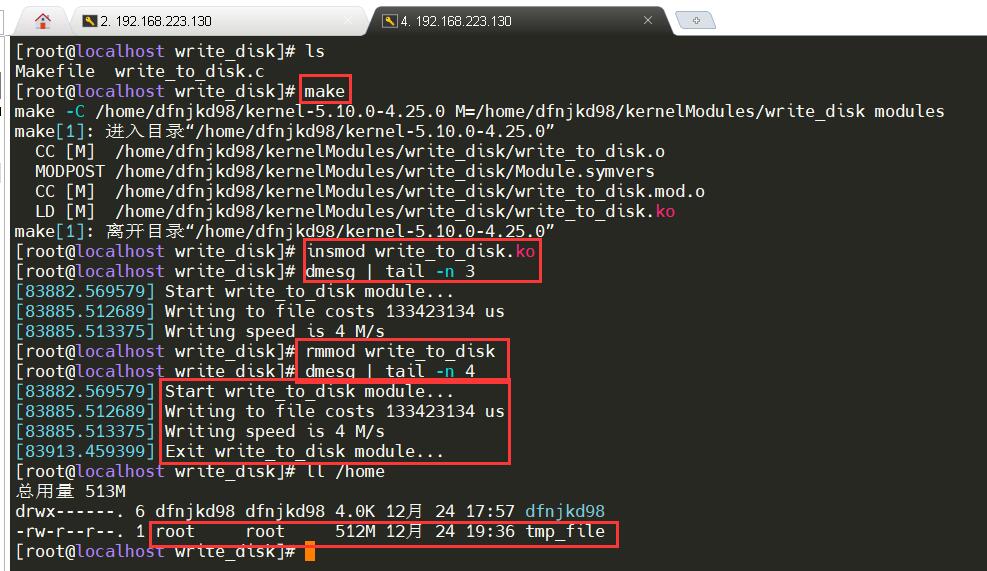 2. 192.168.223.130
4. 192.168.223.130
[root@localhost write_disk]# ls
Makefile  write_to_disk.c
[root@localhost write_disk]# make
make -C /home/dfnjkd98/kernel-5.10.0-4.25.0 M=/home/dfnjkd98/kernelModules/write_disk modules
make[1]: 进入目录“/home/dfnjkd98/kernel-5.10.0-4.25.0”
  CC [M]  /home/dfnjkd98/kernelModules/write_disk/write_to_disk.o
  MODPOST /home/dfnjkd98/kernelModules/write_disk/Module.symvers
  CC [M]  /home/dfnjkd98/kernelModules/write_disk/write_to_disk.mod.o
  LD [M]  /home/dfnjkd98/kernelModules/write_disk/write_to_disk.ko
make[1]: 离开目录“/home/dfnjkd98/kernel-5.10.0-4.25.0”
[root@localhost write_disk]# insmod write_to_disk.ko
[root@localhost write_disk]# dmesg | tail -n 3
[83882.569579] Start write_to_disk module...
[83885.512689] Writing to file costs 133423134 us
[83885.513375] Writing speed is 4 M/s
[root@localhost write_disk]# rmmod write_to_disk
[root@localhost write_disk]# dmesg | tail -n 4
[83882.569579] Start write_to_disk module...
[83885.512689] Writing to file costs 133423134 us
[83885.513375] Writing speed is 4 M/s
[83913.459399] Exit write_to_disk module...
[root@localhost write_disk]# ll /home
总用量 513M
drwx------. 6 dfnjkd98 dfnjkd98 4.0K 12月 24 17:57 dfnjkd98
-rw-r--r--. 1 root     root     512M 12月 24 19:36 tmp_file
[root@localhost write_disk]#